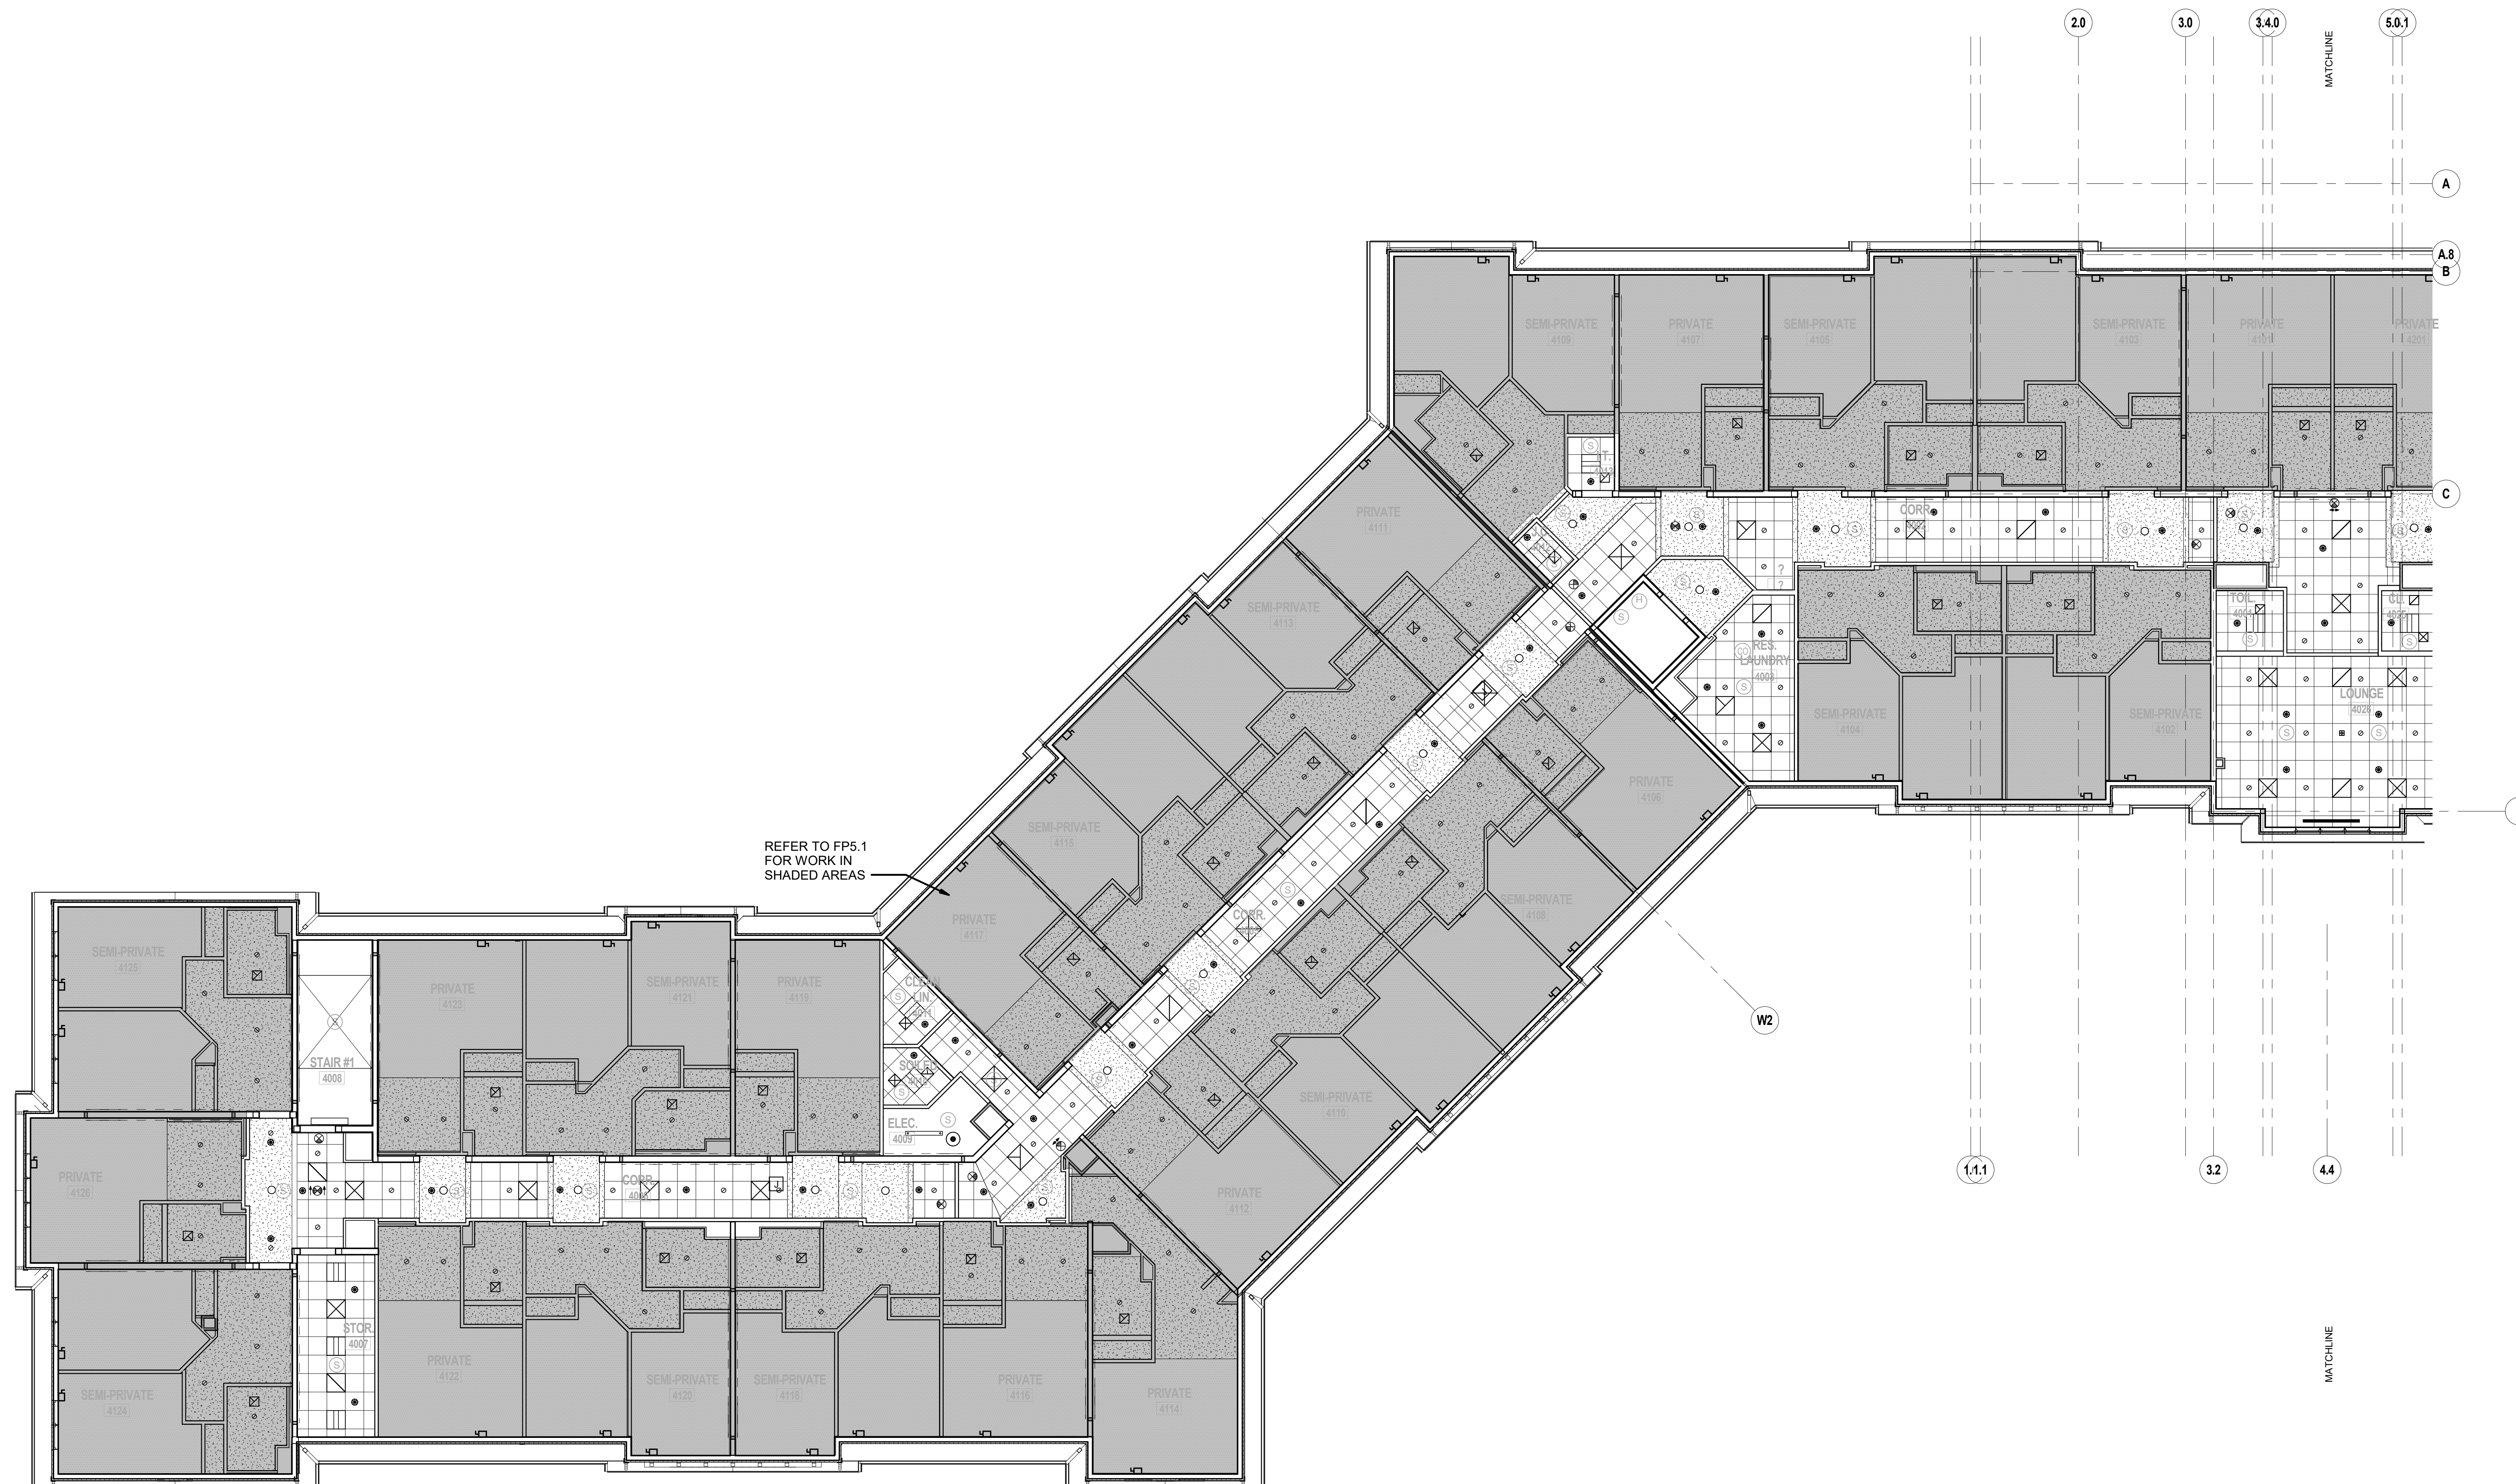 2.0
3.0
3.4.0
5.0.1
MATCHLINE
A
A.8
B
SEMI-PRIVATE
4109
PRIVATE
4107
SEMI-PRIVATE
4105
SEMI-PRIVATE
4103
PRIVATE
4101
PRIVATE
4201
C
CORR.
PRIVATE
4111
SEMI-PRIVATE
4113
?
?
TOIL.
4001
CL.
4025
RES.
LAUNDRY
4003
LOUNGE
4026
SEMI-PRIVATE
4104
SEMI-PRIVATE
4102
PRIVATE
4106
SEMI-PRIVATE
4115
REFER TO FP5.1
FOR WORK IN
SHADED AREAS
PRIVATE
4117
CORR.
SEMI-PRIVATE
4108
W2
SEMI-PRIVATE
4125
PRIVATE
4123
SEMI-PRIVATE
4121
PRIVATE
4119
CLEAN
LIN.
4011
STAIR #1
4008
SOILED
ELEC.
4009
SEMI-PRIVATE
4110
1.1.1
3.2
4.4
PRIVATE
4126
CORR.
PRIVATE
4112
STOR.
4007
PRIVATE
4122
SEMI-PRIVATE
4120
SEMI-PRIVATE
4118
PRIVATE
4116
PRIVATE
4114
SEMI-PRIVATE
4124
MATCHLINE